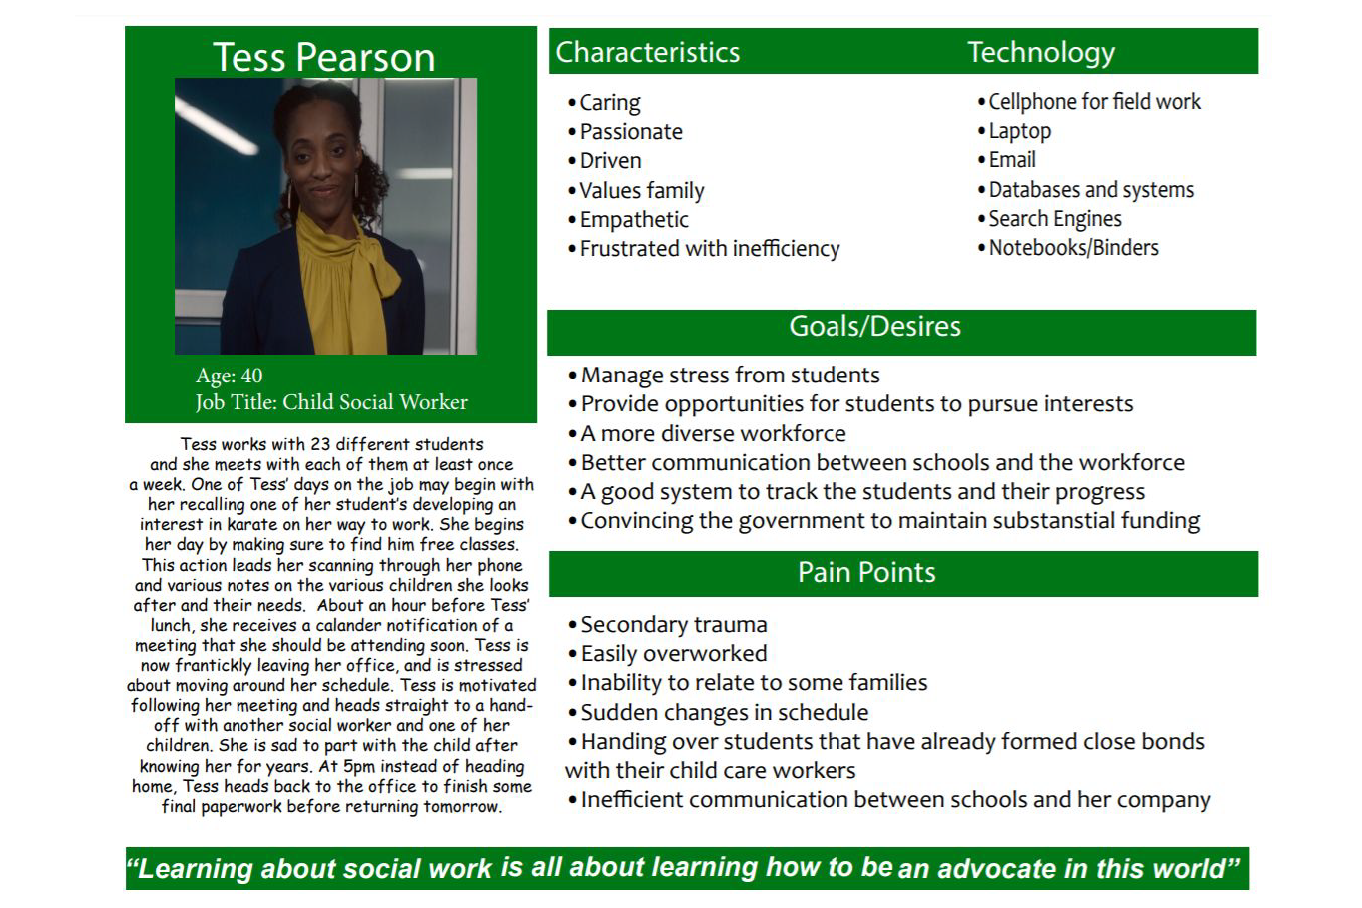 Tess Pearson
Age: 40
Job Title: Child Social Worker
Tess works with 23 different students
and she meets with each of them at least once
a week. One of Tess’ days on the job may begin with
her recalling one of her student’s developing an
interest in karate on her way to work. She begins
her day by making sure to find him free classes.
This action leads her scanning through her phone
and various notes on the various children she looks
after and their needs.  About an hour before Tess’
lunch, she receives a calander notification of a
meeting that she should be attending soon. Tess is
now frantickly leaving her office, and is stressed
about moving around her schedule. Tess is motivated
following her meeting and heads straight to a hand-
off with another social worker and one of her
children. She is sad to part with the child after
knowing her for years. At 5pm instead of heading
home, Tess heads back to the office to finish some
final paperwork before returning tomorrow.
Characteristics
• Caring
• Passionate
• Driven
• Values family
• Empathetic
• Frustrated with inefficiency
Technology
• Cellphone for field work
• Laptop
• Email
• Databases and systems
• Search Engines
• Notebooks/Binders
Goals/Desires
• Manage stress from students
• Provide opportunities for students to pursue interests
• A more diverse workforce
• Better communication between schools and the workforce
• A good system to track the students and their progress
• Convincing the government to maintain substanstial funding
Pain Points
• Secondary trauma
• Easily overworked
• Inability to relate to some families
• Sudden changes in schedule
• Handing over students that have already formed close bonds
with their child care workers
• Inefficient communication between schools and her company
“Learning about social work is all about learning how to be an advocate in this world”